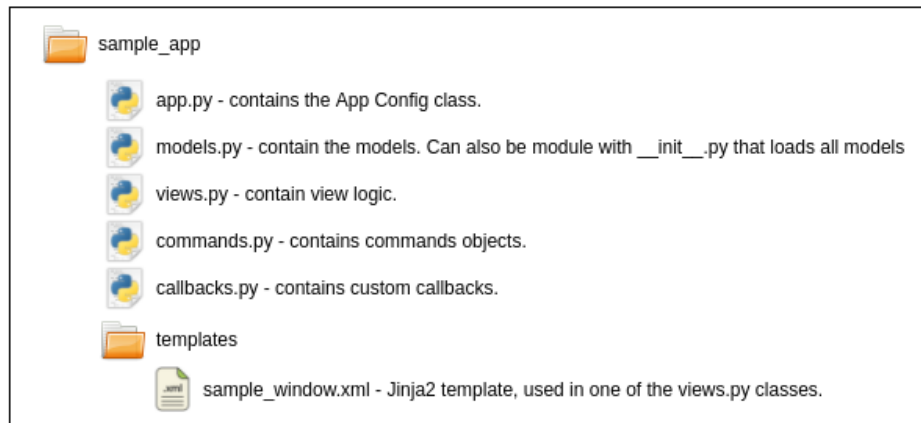 sample_app
app.py - contains the App Config class.
models.py - contain the models. Can also be module with __init__.py that loads all models
views.py - contain view logic.
commands.py - contains commands objects.
callbacks.py - contains custom callbacks.
templates
.xml
sample_window.xml - Jinja2 template, used in one of the views.py classes.